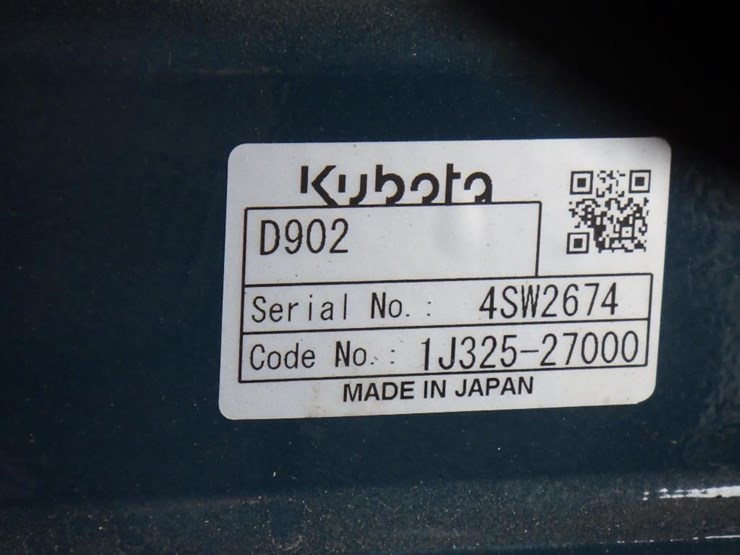 Kubota
D902
Serial No. : 4SW2674
Code No. : 1J325-27000
MADE IN JAPAN